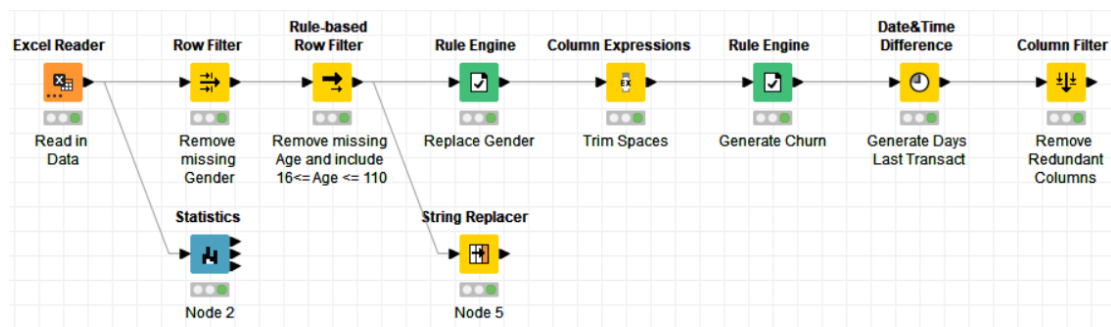 Excel Reader
Read in
Data
Row Filter
Remove
missing
Gender
Rule-based
Row Filter
Remove missing
Age and include
16<= Age <= 110
Rule Engine
Replace Gender
Column Expressions
EX
Trim Spaces
Rule Engine
Generate Churn
Date&Time
Difference
Generate Days
Last Transact
Column Filter
Remove
Redundant
Columns
Statistics
Node 2
String Replacer
Node 5